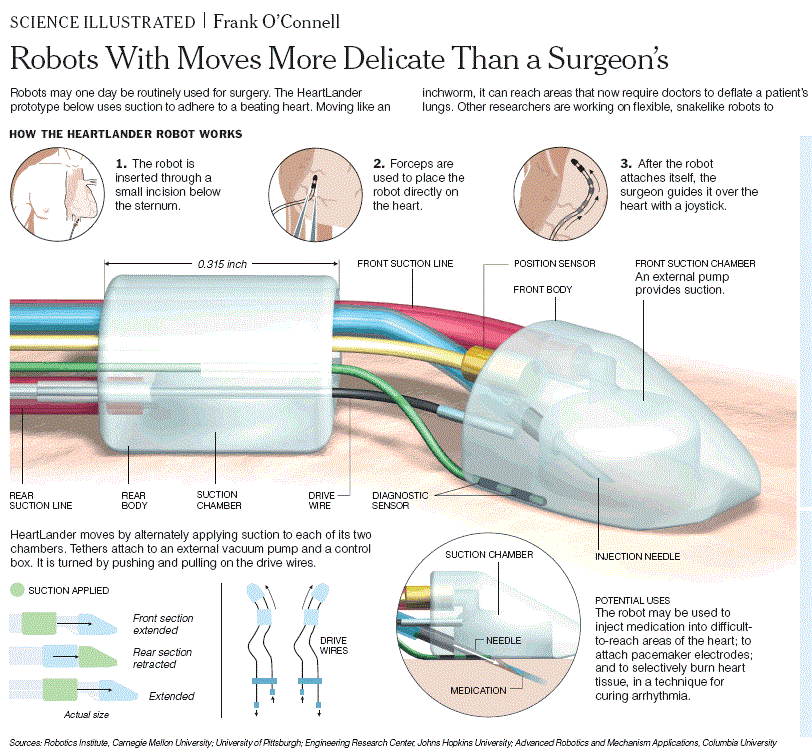 SCIENCE ILLUSTRATED | Frank O'Connell
Robots With Moves More Delicate Than a Surgeon's
Robots may one day be routinely used for surgery. The HeartLander
prototype below uses suction to adhere to a beating heart. Moving like an
inchworm, it can reach areas that now require doctors to deflate a patient's
lungs. Other researchers are working on flexible, snakelike robots to
HOW THE HEARTLANDER ROBOT WORKS
1. The robot is
inserted through a
small incision below
the sternum.
2. Forceps are
used to place the
robot directly on
the heart.
3. After the robot
attaches itself, the
surgeon guides it over the
heart with a joystick.
0.315 inch
FRONT SUCTION LINE
POSITION SENSOR
FRONT BODY
FRONT SUCTION CHAMBER
An external pump
provides suction.
REAR
SUCTION LINE
REAR
BODY
SUCTION
CHAMBER
DRIVE
WIRE
DIAGNOSTIC
SENSOR
INJECTION NEEDLE
HeartLander moves by alternately applying suction to each of its two
chambers. Tethers attach to an external vacuum pump and a control
box. It is turned by pushing and pulling on the drive wires.
SUCTION APPLIED
Front section
extended
Rear section
retracted
Extended
Actual size
DRIVE
WIRES
SUCTION CHAMBER
NEEDLE
MEDICATION
POTENTIAL USES
The robot may be used to
inject medication into difficult-
to-reach areas of the heart; to
attach pacemaker electrodes;
and to selectively burn heart
tissue, in a technique for
curing arrhythmia.
Sources: Robotics Institute, Carnegie Mellon University; University of Pittsburgh; Engineering Research Center, Johns Hopkins University; Advanced Robotics and Mechanism Applications, Columbia University